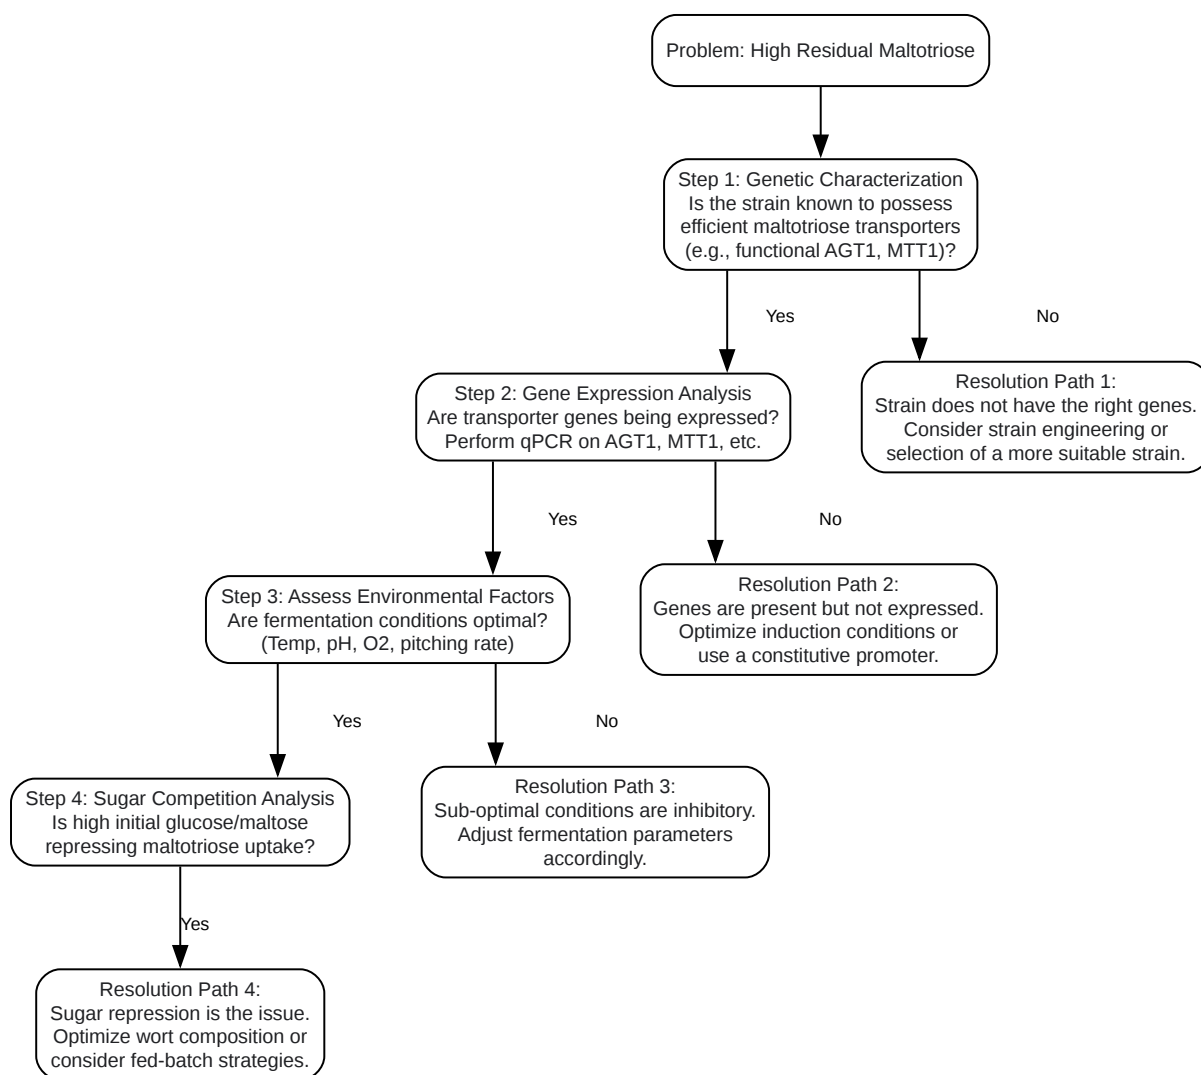 Problem: High Residual Maltotriose
Step 1: Genetic Characterization
Is the strain known to possess
efficient maltotriose transporters
(e.g., functional AGT1, MTT1)?
Yes
No
Step 2: Gene Expression Analysis
Are transporter genes being expressed?
Perform qPCR on AGT1, MTT1, etc.
Resolution Path 1:
Strain does not have the right genes.
Consider strain engineering or
selection of a more suitable strain.
Yes
No
Step 3: Assess Environmental Factors
Are fermentation conditions optimal?
(Temp, pH, O2, pitching rate)
Resolution Path 2:
Genes are present but not expressed.
Optimize induction conditions or
use a constitutive promoter.
Yes
No
Step 4: Sugar Competition Analysis
Is high initial glucose/maltose
repressing maltotriose uptake?
Resolution Path 3:
Sub-optimal conditions are inhibitory.
Adjust fermentation parameters
accordingly.
Yes
Resolution Path 4:
Sugar repression is the issue.
Optimize wort composition or
consider fed-batch strategies.